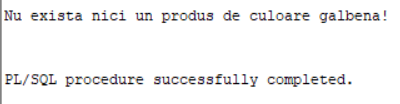 Nu exista nici un produs de culoare galbena!
PL/SQL procedure successfully completed.